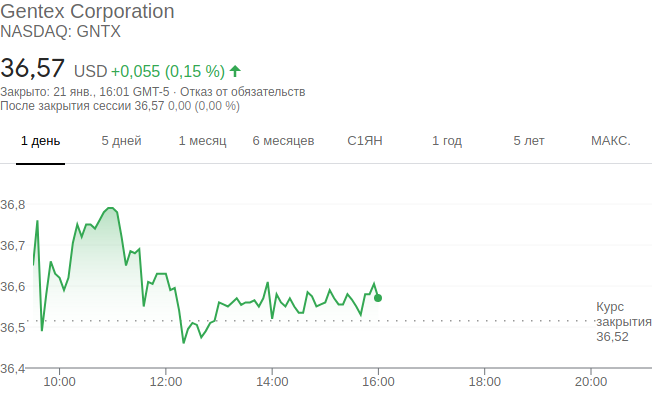 Gentex Corporation
NASDAQ: GNTX
36,57 USD +0,055 (0,15 %)
Закрыто: 21 янв., 16:01 GMT-5 · Отказ от обязательств
После закрытия сессии 36,57 0,00 (0,00 %)
1 день 5 дней 1 месяц 6 месяцев С1ЯН 1 год 5 лет МАКС.
36,8
36,7
36,6
36,5
36,4
Курс
закрытия
36,52
10:00 12:00 14:00 16:00 18:00 20:00